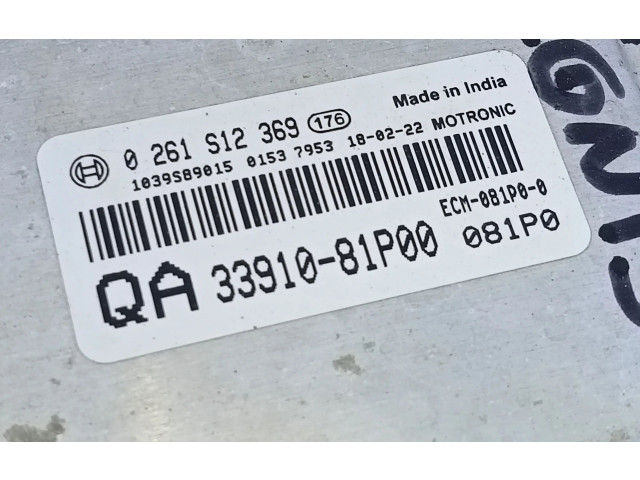 Made in India
0 261 S12 369 176
1039S89015 0153 7953 18-02-22 MOTRONIC
ECM-081P0-0
QA 33910-81P00 081P0
IGNIS